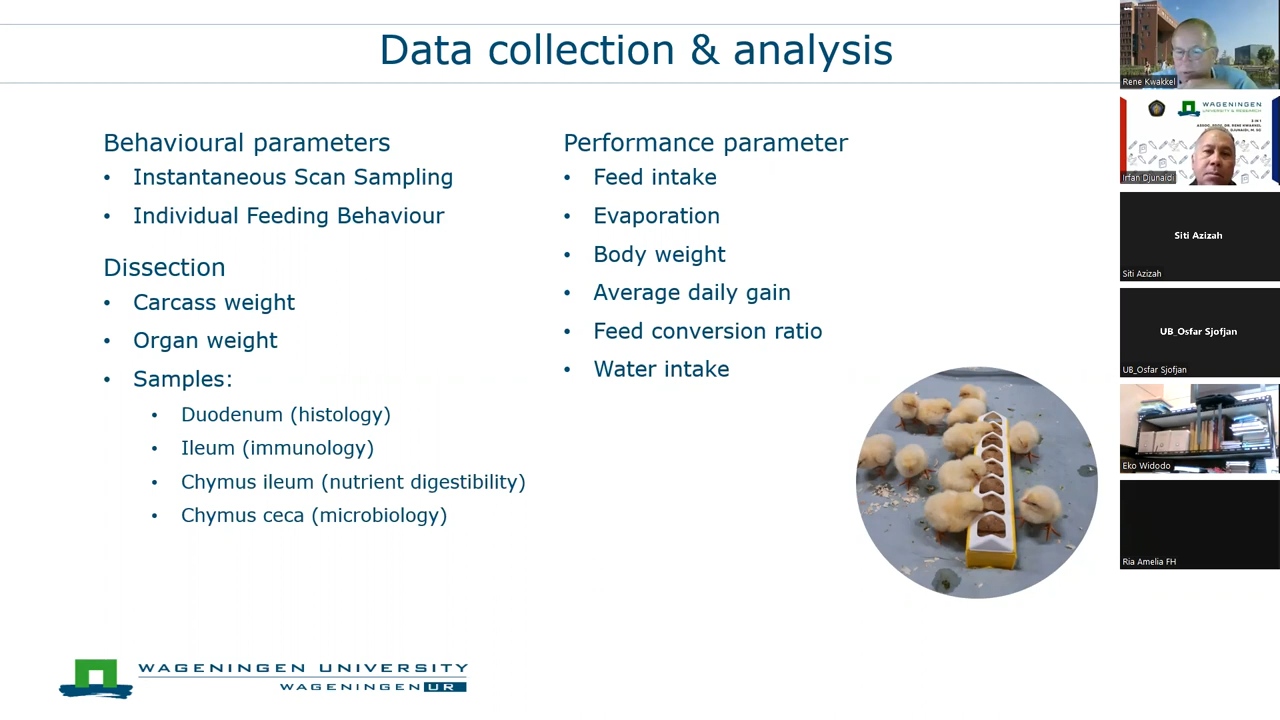 Data collection & analysis
Behavioural parameters
• Instantaneous Scan Sampling
• Individual Feeding Behaviour
Dissection
• Carcass weight
• Organ weight
• Samples:
• Duodenum (histology)
• Ileum (immunology)
• Chymus ileum (nutrient digestibility)
• Chymus ceca (microbiology)
Performance parameter
• Feed intake
• Evaporation
• Body weight
• Average daily gain
• Feed conversion ratio
• Water intake
WAGENINGEN UNIVERSITY
WAGENINGEN UR
Rene Kwakkel
WAGENINGEN
UNIVERSITY & RESEARCH
Irfan Djunaidi
Siti Azizah
Siti Azizah
UB_Osfar Sjofjan
UB_Osfar Sjofjan
Eko Widodo
Ria Amelia FH